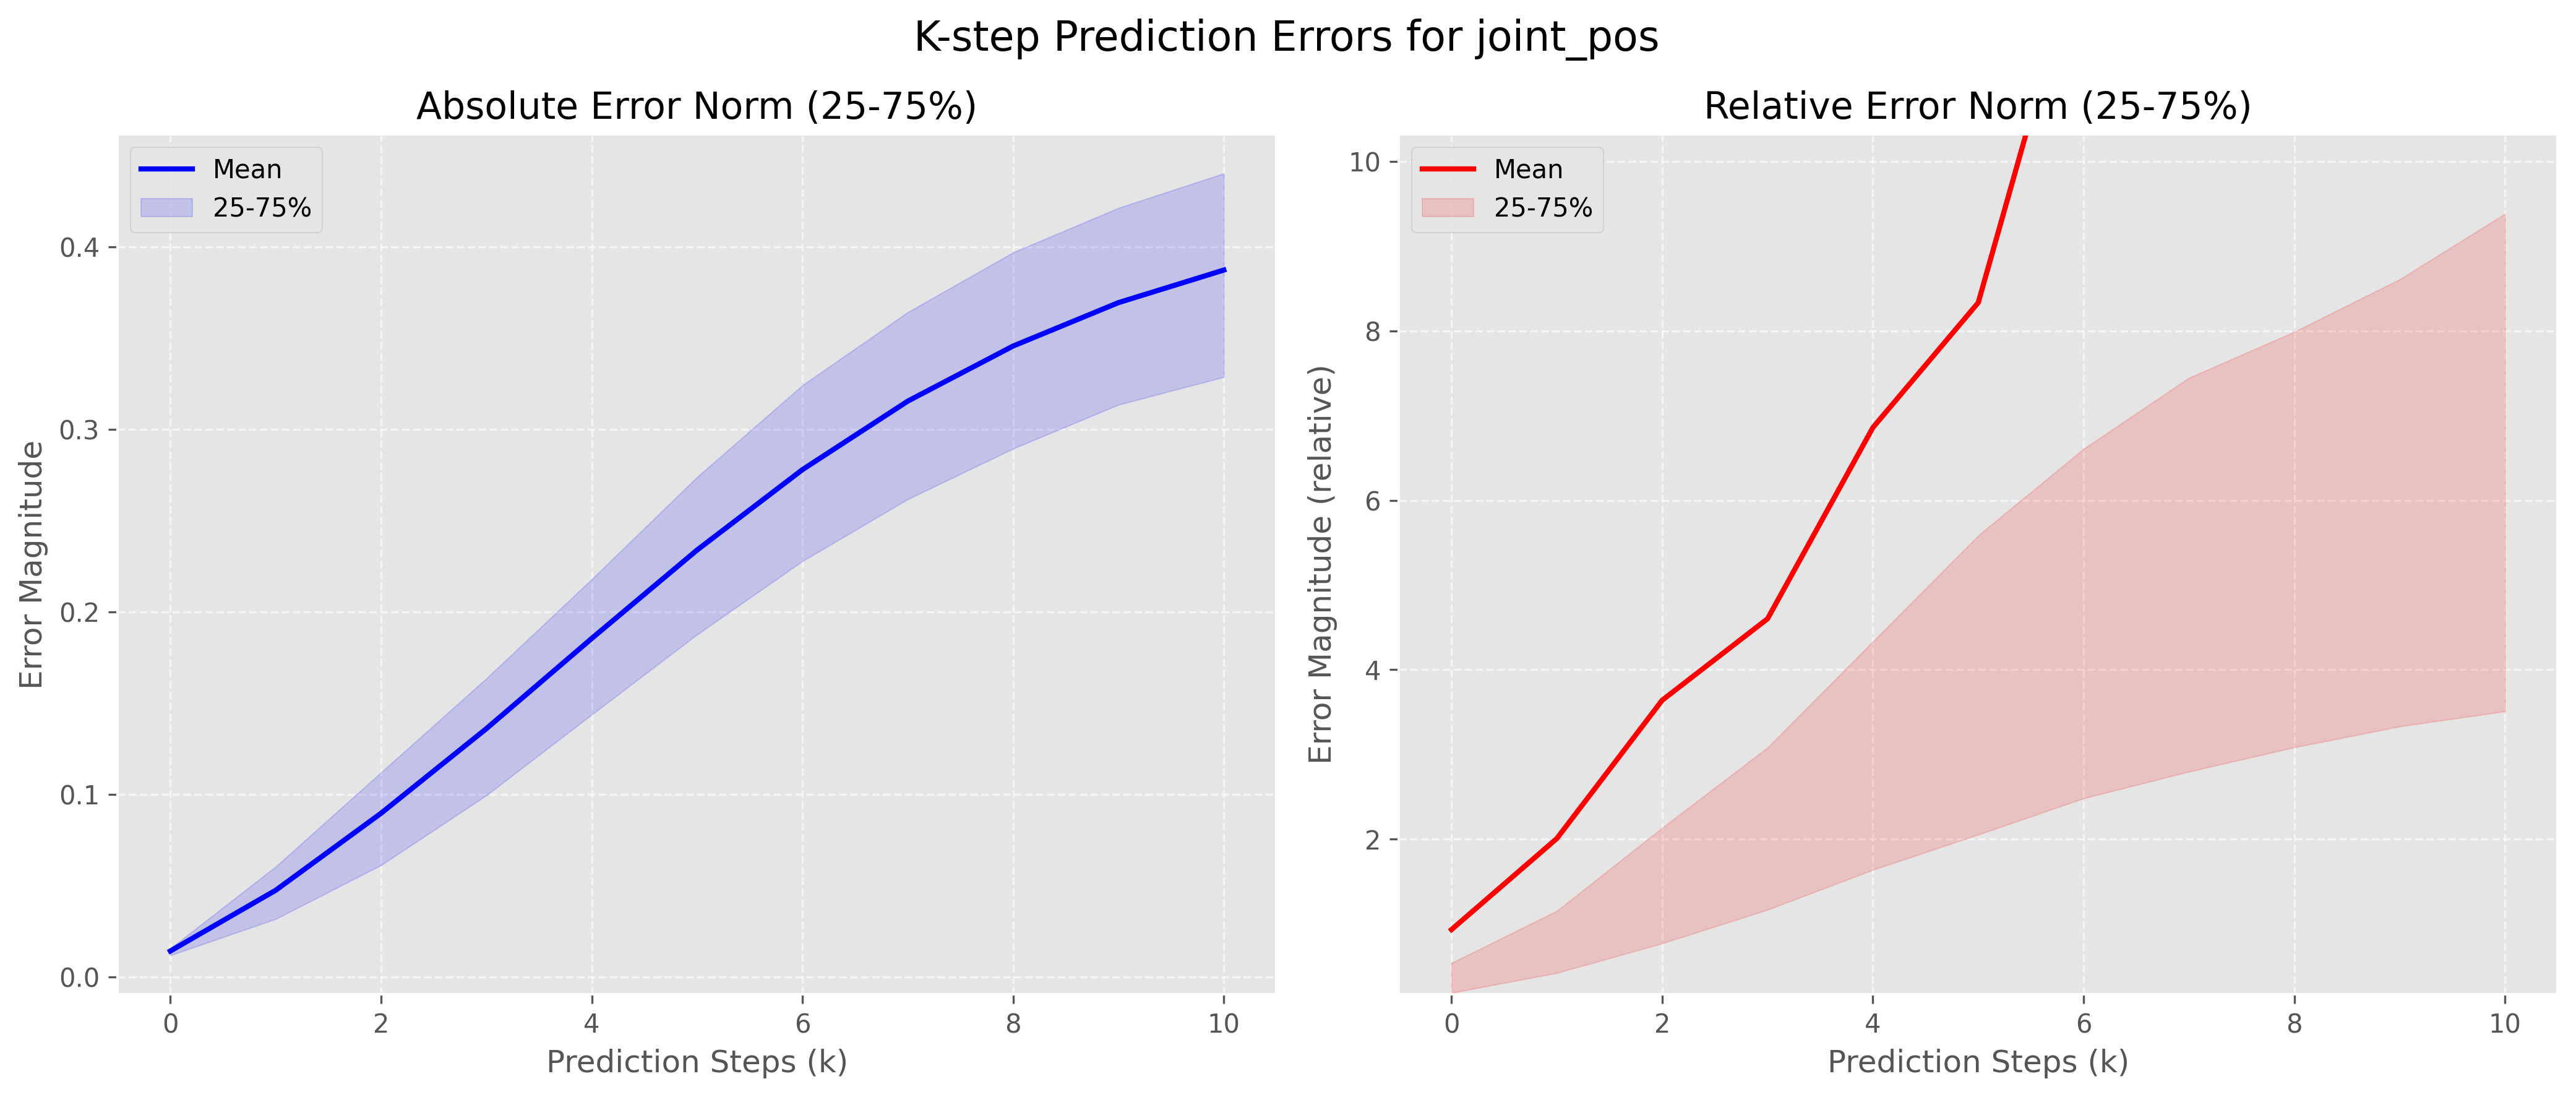 K-step Prediction Errors for joint_pos
Absolute Error Norm (25-75%)
Mean
25-75%
Error Magnitude
0.4
0.3
0.2
0.1
0.0
0 2 4 6 8 10
Prediction Steps (k)
Relative Error Norm (25-75%)
Mean
25-75%
Error Magnitude (relative)
10
8
6
4
2
0 2 4 6 8 10
Prediction Steps (k)